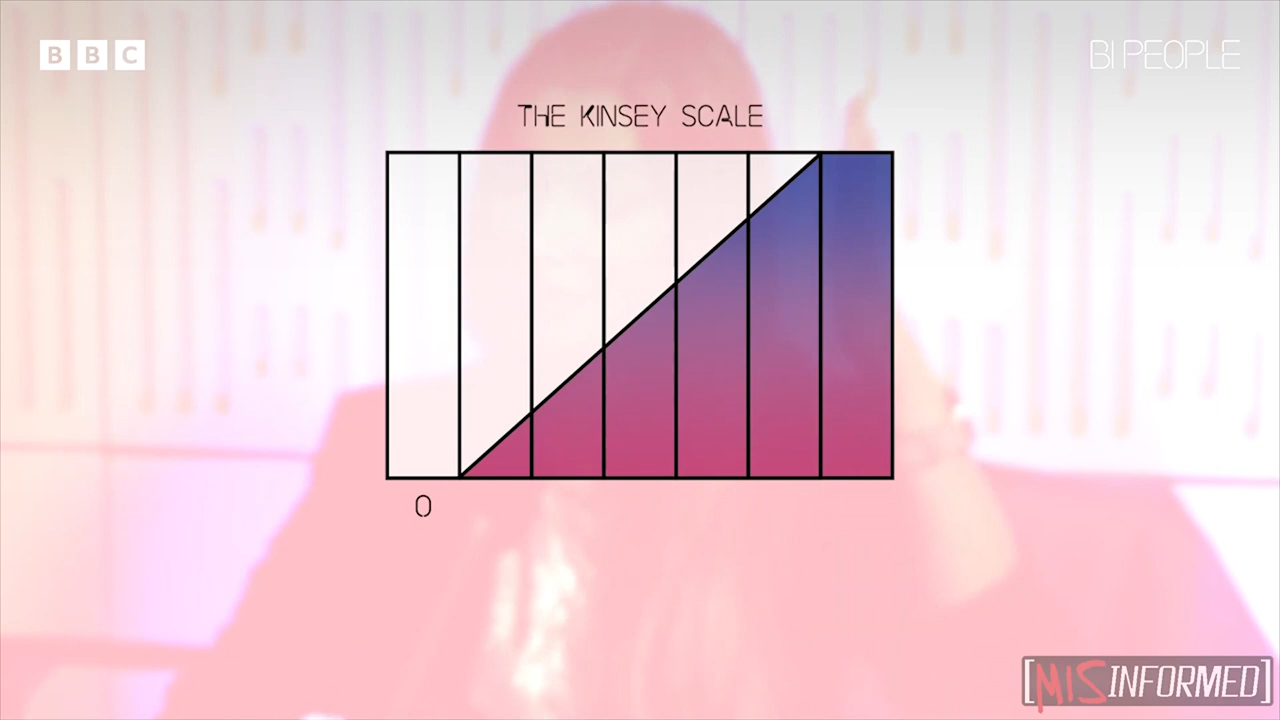 BBC
BI PEOPLE
THE KINSEY SCALE
0
[MISINFORMED]